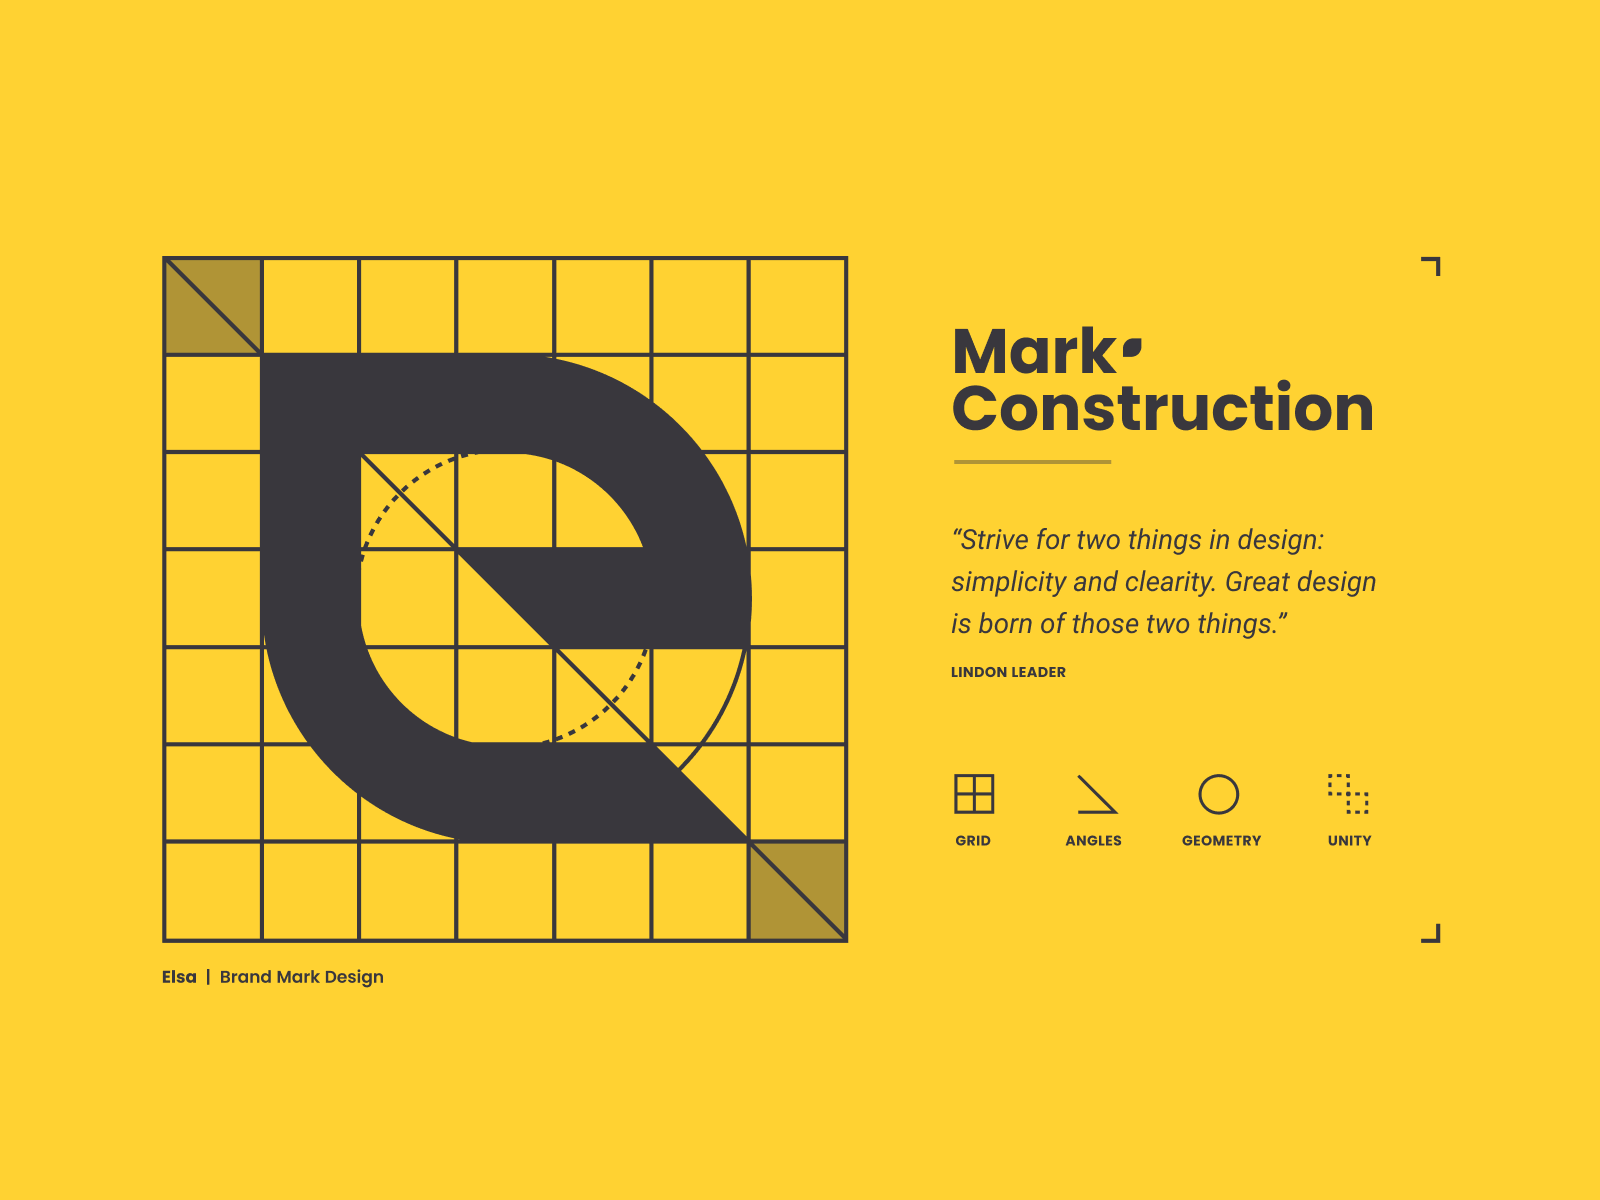 Mark
Construction
“Strive for two things in design:
simplicity and clearity. Great design
is born of those two things.”
LINDON LEADER
GRID ANGLES GEOMETRY UNITY
Elsa | Brand Mark Design